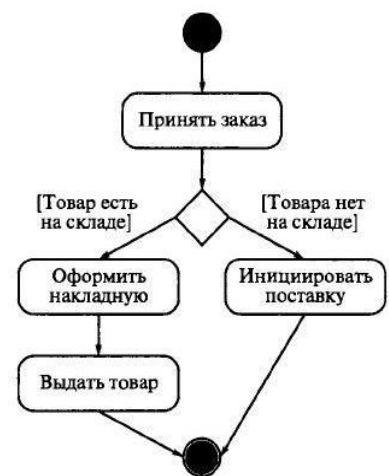 Принять заказ
[Товар есть
на складе]
[Товара нет
на складе]
Оформить
накладную
Инициировать
поставку
Выдать товар